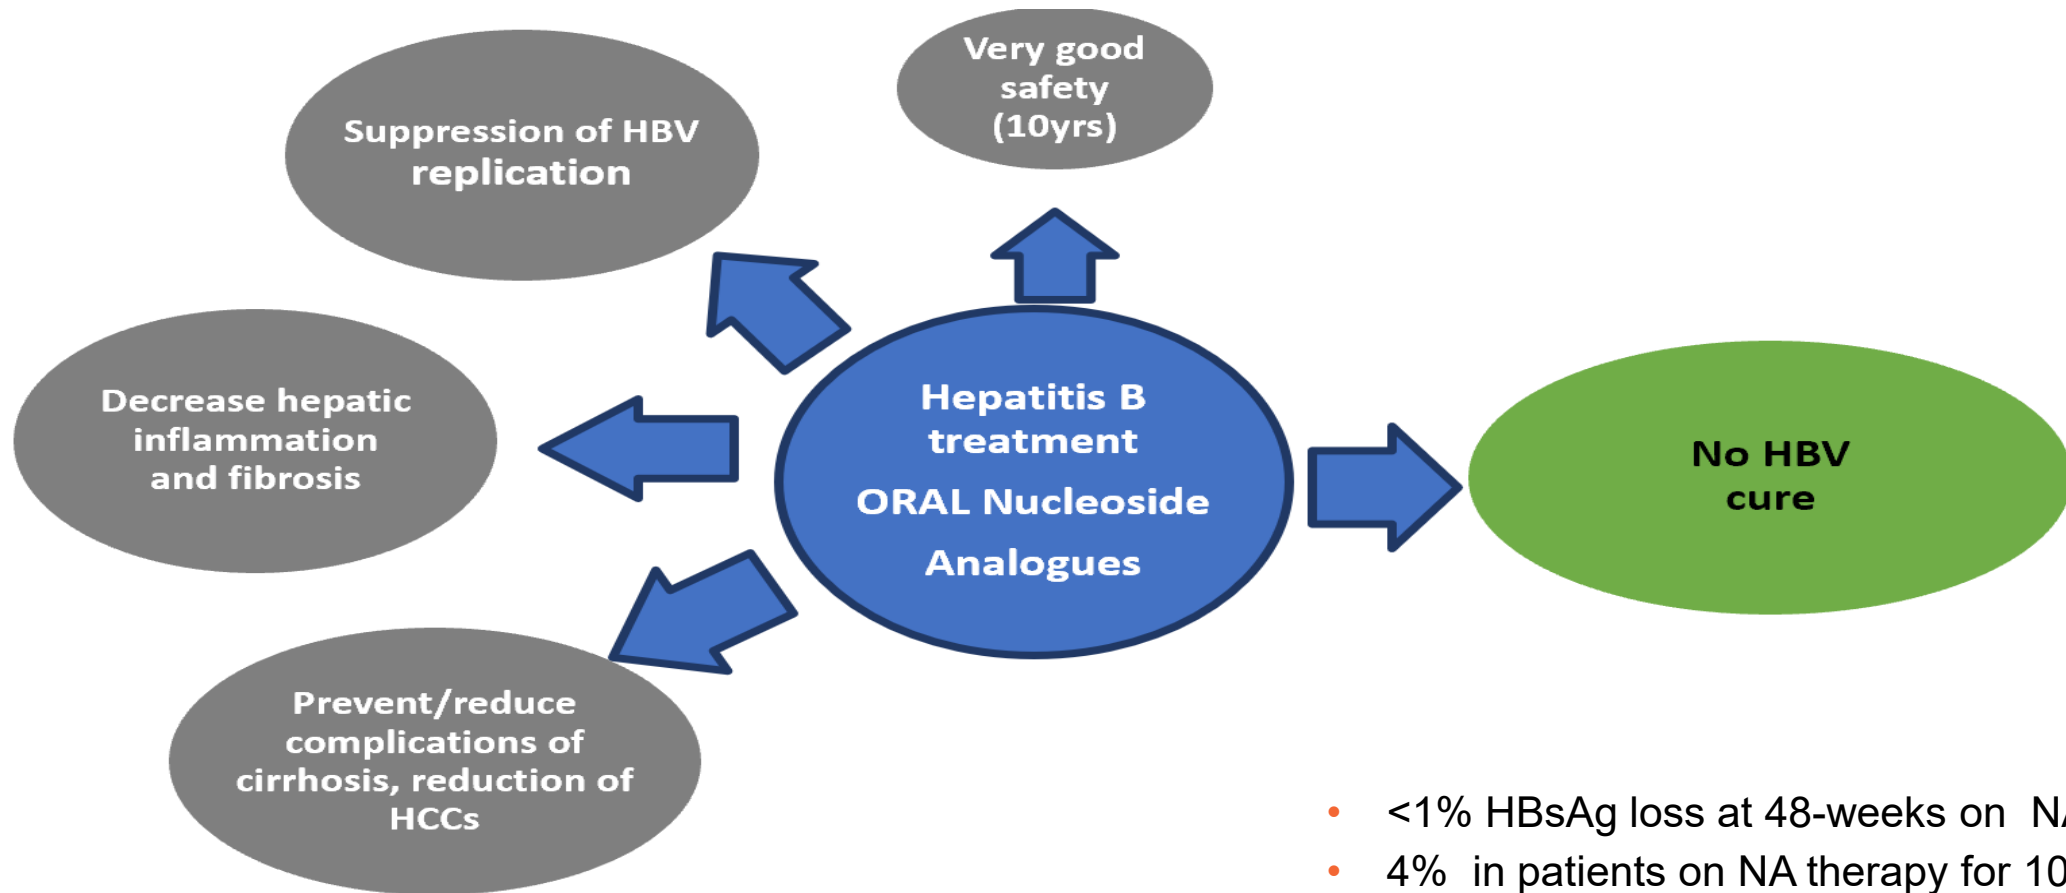 Very good
safety
(10yrs)
Suppression of HBV
replication
Decrease hepatic
inflammation
and fibrosis
Hepatitis B
treatment
ORAL Nucleoside
Analogues
No HBV
cure
Prevent/reduce
complications of
cirrhosis, reduction of
HCCs
• <1% HBsAg loss at 48-weeks on
• 4% in patients on NA therapy for 10